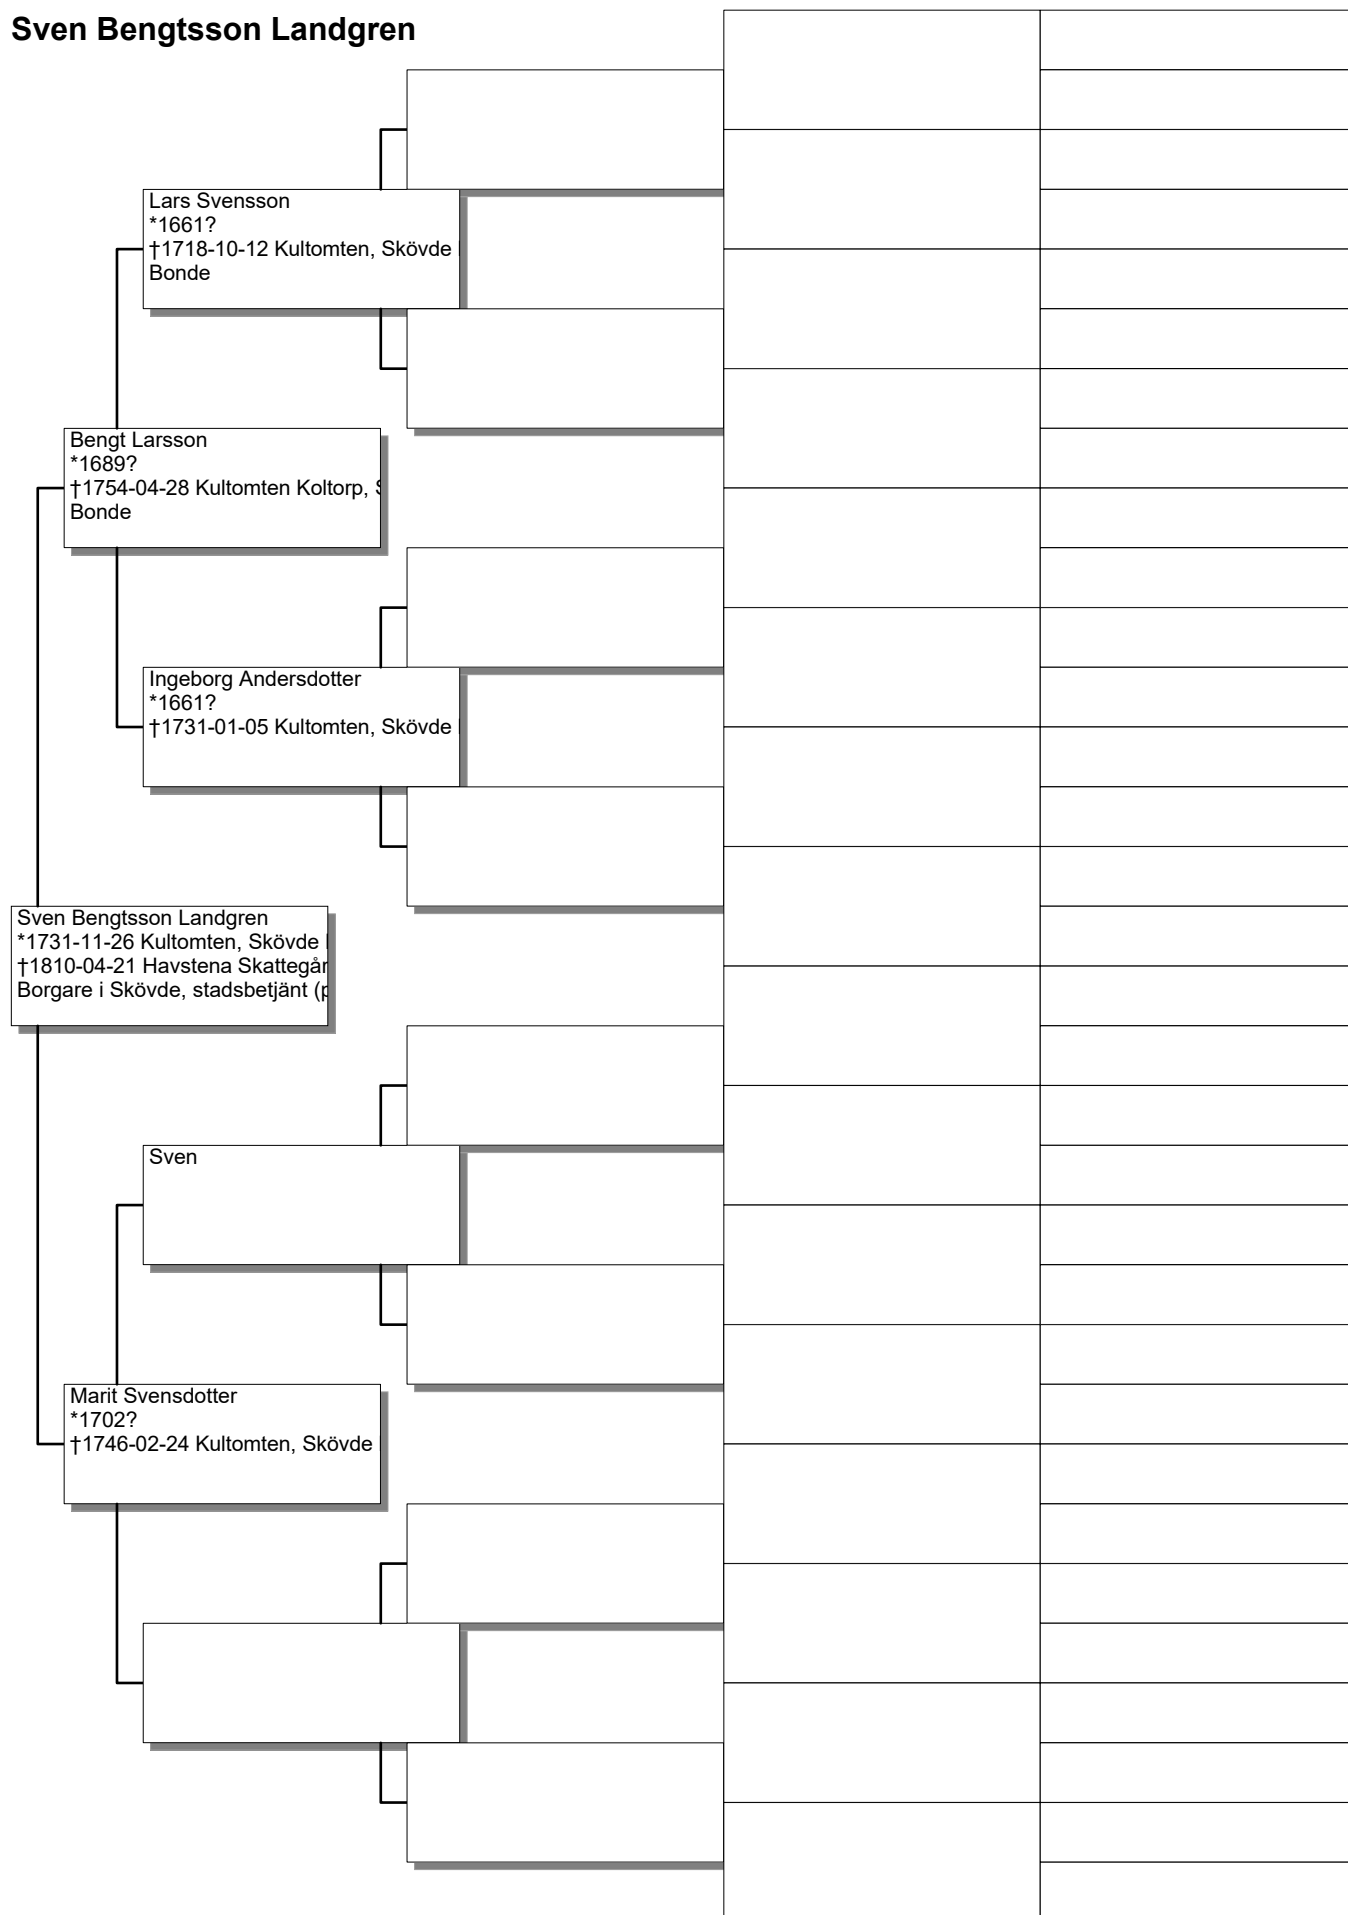 Sven Bengtsson Landgren
Lars Svensson
*1661?
†1718-10-12 Kultomten, Skövde
Bonde
Bengt Larsson
*1689?
†1754-04-28 Kultomten Koltorp,
Bonde
Ingeborg Andersdotter
*1661?
†1731-01-05 Kultomten, Skövde
Sven Bengtsson Landgren
*1731-11-26 Kultomten, Skövde
†1810-04-21 Havstena Skattegår
Borgare i Skövde, stadsbetjänt (p
Sven
Marit Svensdotter
*1702?
†1746-02-24 Kultomten, Skövde